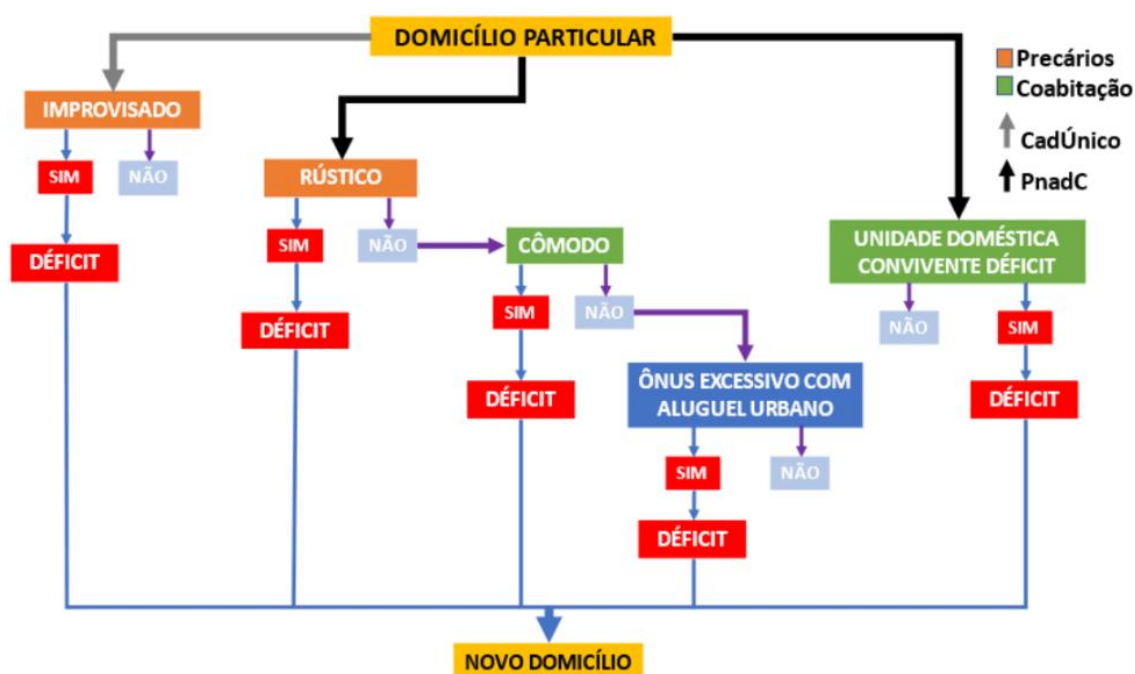 DOMICÍLIO PARTICULAR
Precários
Coabitação
CadÚnico
PnadC
IMPROVISADO
SIM
NÃO
DÉFICIT
RÚSTICO
SIM
NÃO
DÉFICIT
CÔMODO
SIM
NÃO
DÉFICIT
ÔNUS EXCESSIVO COM
ALUGUEL URBANO
SIM
NÃO
DÉFICIT
UNIDADE DOMÉSTICA
CONVIVENTE DÉFICIT
NÃO
SIM
DÉFICIT
NOVO DOMICÍLIO